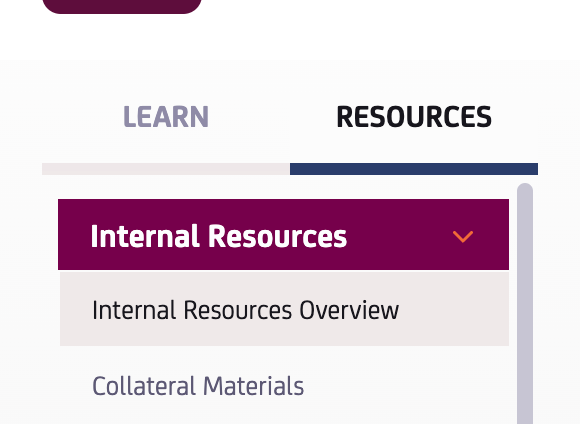 LEARN
RESOURCES
Internal Resources
Internal Resources Overview
Collateral Materials